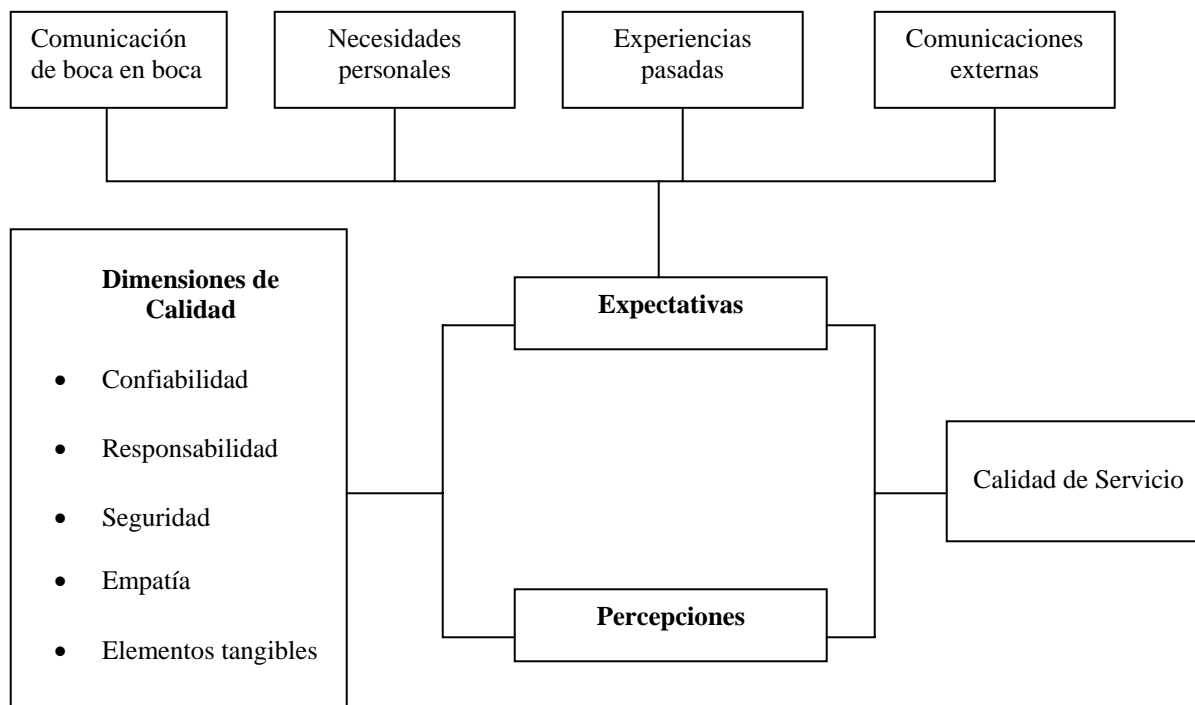 Comunicación
de boca en boca
Necesidades
personales
Experiencias
pasadas
Comunicaciones
externas
Dimensiones de
Calidad
• Confiabilidad
• Responsabilidad
• Seguridad
• Empatía
• Elementos tangibles
Expectativas
Percepciones
Calidad de Servicio